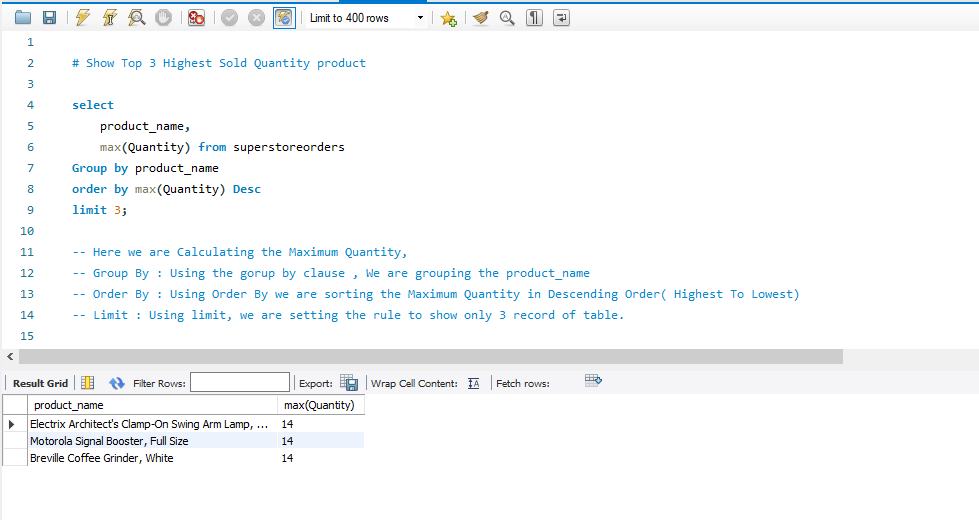 Limit to 400 rows
1
2 # Show Top 3 Highest Sold Quantity product
3
4 select
5 product_name,
6 max(Quantity) from superstoreorders
7 Group by product_name
8 order by max(Quantity) Desc
9 limit 3;
10
11 -- Here we are Calculating the Maximum Quantity,
12 -- Group By : Using the gorup by clause , We are grouping the product_name
13 -- Order By : Using Order By we are sorting the Maximum Quantity in Descending Order( Highest To Lowest)
14 -- Limit : Using limit, we are setting the rule to show only 3 record of table.
15
Result Grid Filter Rows: Export: Wrap Cell Content: Fetch rows:
product_name max(Quantity)
Electrix Architect's Clamp-On Swing Arm Lamp, ... 14
Motorola Signal Booster, Full Size 14
Breville Coffee Grinder, White 14